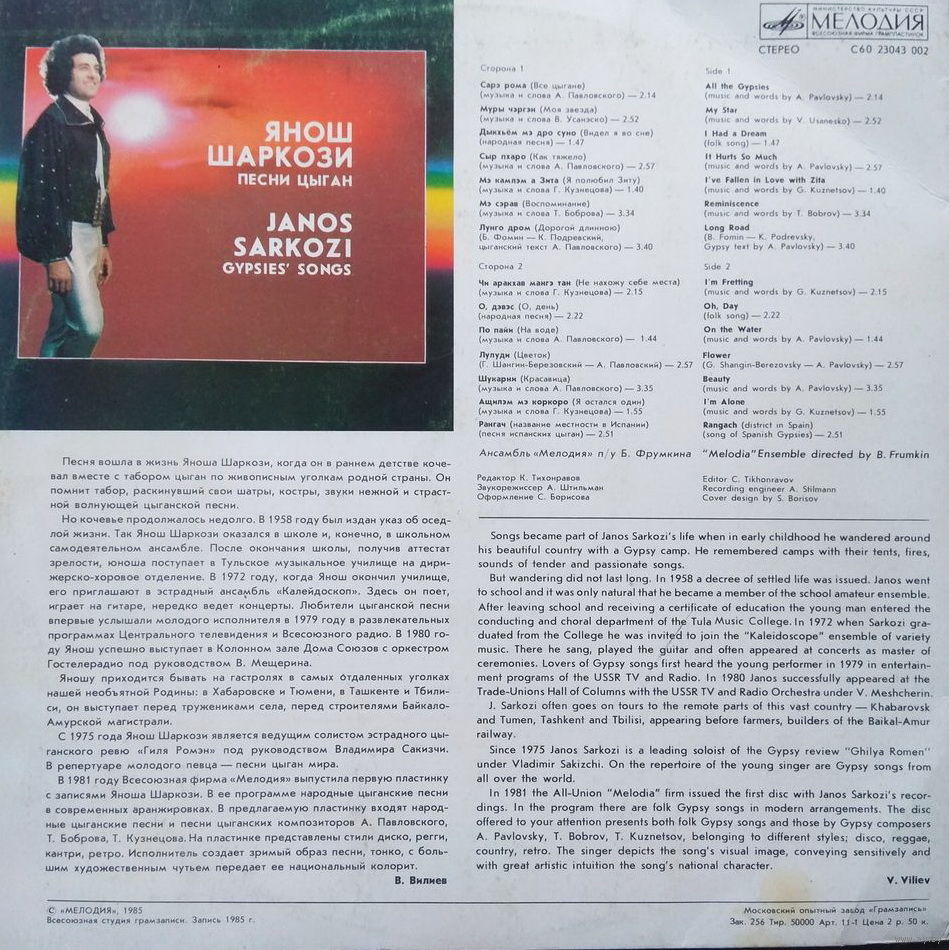 МИНИСТЕРСТВО КУЛЬТУРЫ СССР
МЕЛОДИЯ
ВСЕСОЮЗНАЯ ФИРМА ГРАМПЛАСТИНОК
СТЕРЕО С60 23043 002
ЯНОШ
ШАРКОЗИ
ПЕСНИ ЦЫГАН
JANOS
SARKOZI
GYPSIES' SONGS
Сторона 1
Сарэ рома (Все цыгане)
(музыка и слова А. Павловского) — 2.14
Муры чэргэн (Моя звезда)
(музыка и слова В. Усанэско) — 2.52
Дыкхьём мэ дро суно (Видел я во сне)
(народная песня) — 1.47
Сыр пхаро (Как тяжело)
(музыка и слова А. Павловского) — 2.57
Мэ кампэм а Зита (Я полюбил Зиту)
(музыка и слова Г. Кузнецова) — 1.40
Мэ сэрав (Воспоминание)
(музыка и слова Т. Боброва) — 3.34
Лунго дром (Дорогой длинною)
(Б. Фомин — К. Подревский,
цыганский текст А. Павловского) — 3.40
Сторона 2
Чи аракхав мангэ тан (Не нахожу себе места)
(музыка и слова Г. Кузнецова) — 2.15
О, дэвэс (О, день)
(народная песня) — 2.22
По пайи (На воде)
(музыка и слова А. Павловского) — 1.44
Лулуди (Цветок)
(Г. Шангин-Березовский — А. Павловский) — 2.57
Шукарни (Красавица)
(музыка и слова А. Павловского) — 3.35
Ащилэм мэ коркоро (Я остался один)
(музыка и слова Г. Кузнецова) — 1.55
Рангач (название местности в Испании)
(песня испанских цыган) — 2.51
Ансамбль «Мелодия» п/у Б. Фрумкина
Редактор К. Тихонравов
Звукорежиссер А. Штильман
Оформление С. Борисова
Side 1
All the Gypsies
(music and words by A. Pavlovsky) — 2.14
My Star
(music and words by V. Usanesko) — 2.52
I Had a Dream
(folk song) — 1.47
It Hurts So Much
(music and words by A. Pavlovsky) — 2.57
I've Fallen in Love with Zita
(music and words by G. Kuznetsov) — 1.40
Reminiscence
(music and words by T. Bobrov) — 3.34
Long Road
(B. Fomin — K. Podrevsky,
Gypsy text by A. Pavlovsky) — 3.40
Side 2
I'm Fretting
(music and words by G. Kuznetsov) — 2.15
Oh, Day
(folk song) — 2.22
On the Water
(music and words by A. Pavlovsky) — 1.44
Flower
(G. Shangin-Berezovsky — A. Pavlovsky) — 2.57
Beauty
(music and words by A. Pavlovsky) — 3.35
I'm Alone
(music and words by G. Kuznetsov) — 1.55
Rangach (district in Spain)
(song of Spanish Gypsies) — 2.51
"Melodia" Ensemble directed by B. Frumkin
Editor C. Tikhonravov
Recording engineer A. Stilmann
Cover design by S. Borisov
Песня вошла в жизнь Яноша Шаркози, когда он в раннем детстве коче-
вал вместе с табором цыган по живописным уголкам родной страны. Он
помнит табор, раскинувший свои шатры, костры, звуки нежной и страст-
ной волнующей цыганской песни.
Но кочевье продолжалось недолго. В 1958 году был издан указ об осед-
лой жизни. Так Янош Шаркози оказался в школе и, конечно, в школьном
самодеятельном ансамбле. После окончания школы, получив аттестат
зрелости, юноша поступает в Тульское музыкальное училище на дири-
жерско-хоровое отделение. В 1972 году, когда Янош окончил училище,
его приглашают в эстрадный ансамбль «Калейдоскоп». Здесь он поет,
играет на гитаре, нередко ведет концерты. Любители цыганской песни
впервые услышали молодого исполнителя в 1979 году в развлекательных
программах Центрального телевидения и Всесоюзного радио. В 1980 го-
ду Янош успешно выступает в Колонном зале Дома Союзов с оркестром
Гостелерадио под руководством В. Мещерина.
Яношу приходится бывать на гастролях в самых отдаленных уголках
нашей необъятной Родины: в Хабаровске и Тюмени, в Ташкенте и Тбили-
си, он выступает перед тружениками села, перед строителями Байкало-
Амурской магистрали.
С 1975 года Янош Шаркози является ведущим солистом эстрадного цы-
ганского ревю «Гиля Ромэн» под руководством Владимира Сакизчи.
В репертуаре молодого певца — песни цыган мира.
В 1981 году Всесоюзная фирма «Мелодия» выпустила первую пластинку
с записями Яноша Шаркози. В ее программе народные цыганские песни
в современных аранжировках. В предлагаемую пластинку входят народ-
ные цыганские песни и песни цыганских композиторов А. Павловского,
Т. Боброва, Т. Кузнецова. На пластинке представлены стили диско, регги,
кантри, ретро. Исполнитель создает зримый образ песни, тонко, с боль-
шим художественным чутьем передает ее национальный колорит.
В. Вилиев
Songs became part of Janos Sarkozi's life when in early childhood he wandered around
his beautiful country with a Gypsy camp. He remembered camps with their tents, fires,
sounds of tender and passionate songs.
But wandering did not last long. In 1958 a decree of settled life was issued. Janos went
to school and it was only natural that he became a member of the school amateur ensemble.
After leaving school and receiving a certificate of education the young man entered the
conducting and choral department of the Tula Music College. In 1972 when Sarkozi gra-
duated from the College he was invited to join the "Kaleidoscope" ensemble of variety
music. There he sang, played the guitar and often appeared at concerts as master of
ceremonies. Lovers of Gypsy songs first heard the young performer in 1979 in entertain-
ment programs of the USSR TV and Radio. In 1980 Janos successfully appeared at the
Trade-Unions Hall of Columns with the USSR TV and Radio Orchestra under V. Meshcherin.
J. Sarkozi often goes on tours to the remote parts of this vast country — Khabarovsk
and Tumen, Tashkent and Tbilisi, appearing before farmers, builders of the Baikal-Amur
railway.
Since 1975 Janos Sarkozi is a leading soloist of the Gypsy review "Ghilya Romen"
under Vladimir Sakizchi. On the repertoire of the young singer are Gypsy songs from
all over the world.
In 1981 the All-Union "Melodia" firm issued the first disc with Janos Sarkozi's recor-
dings. In the program there are folk Gypsy songs in modern arrangements. The disc
offered to your attention presents both folk Gypsy songs and those by Gypsy composers
A. Pavlovsky, T. Bobrov, T. Kuznetsov, belonging to different styles; disco, reggae,
country, retro. The singer depicts the song's visual image, conveying sensitively and
with great artistic intuition the song's national character.
V. Viliev
© «МЕЛОДИЯ», 1985
Всесоюзная студия грамзаписи. Запись 1985 г.
Московский опытный завод «Грамзапись»
Зак. 256 Тир. 50000 Арт. 11-1 Цена 2 р. 50 к.